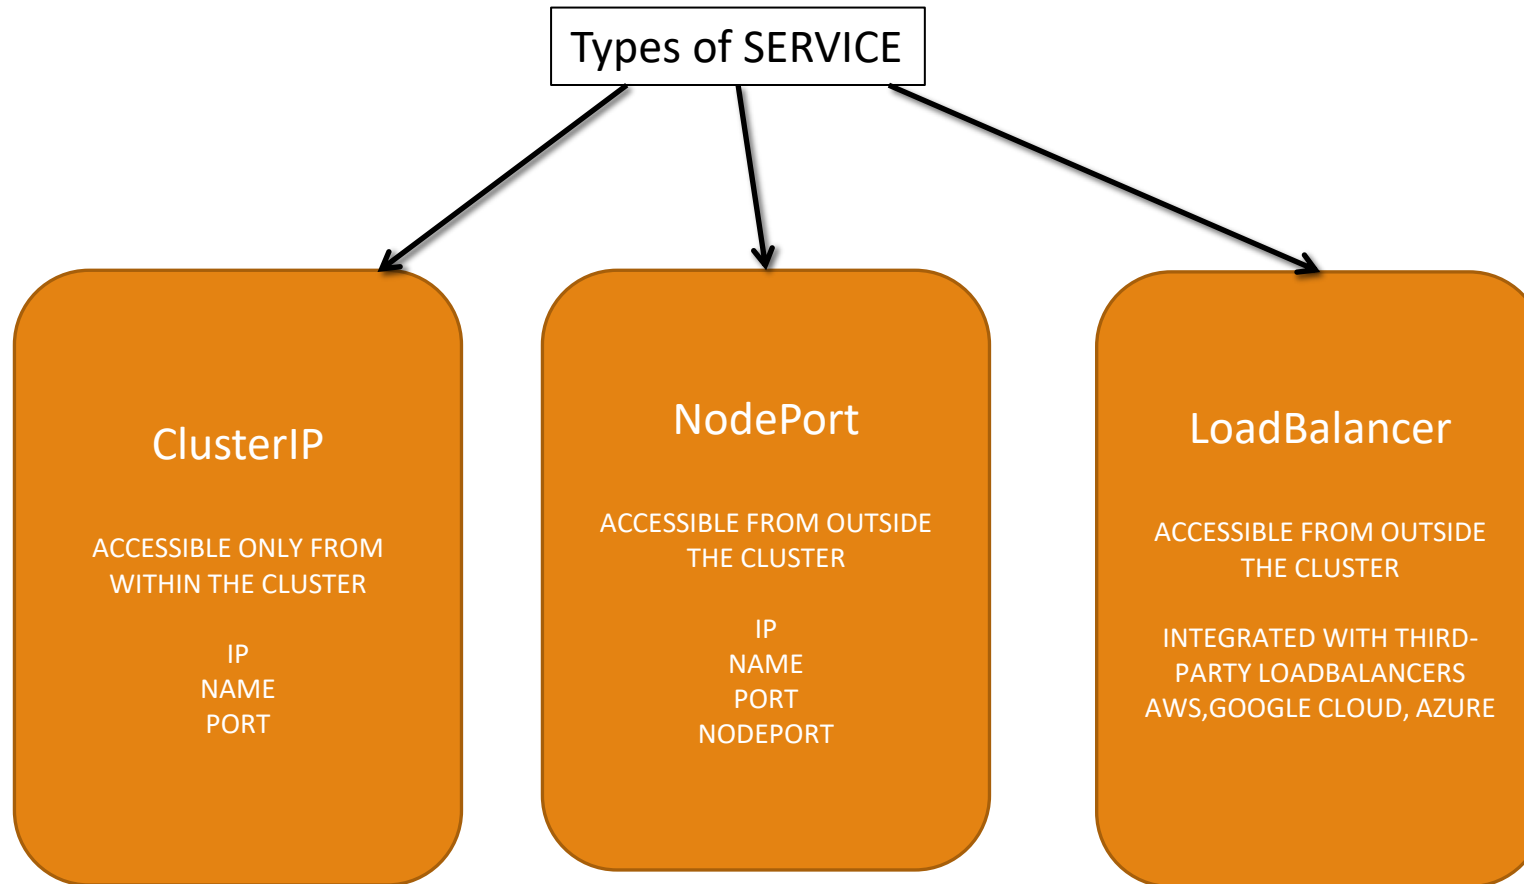 Types of SERVICE
ClusterIP
ACCESSIBLE ONLY FROM
WITHIN THE CLUSTER
IP
NAME
PORT
NodePort
ACCESSIBLE FROM OUTSIDE
THE CLUSTER
IP
NAME
PORT
NODEPORT
LoadBalancer
ACCESSIBLE FROM OUTSIDE
THE CLUSTER
INTEGRATED WITH THIRD-
PARTY LOADBALANCERS
AWS,GOOGLE CLOUD, AZURE